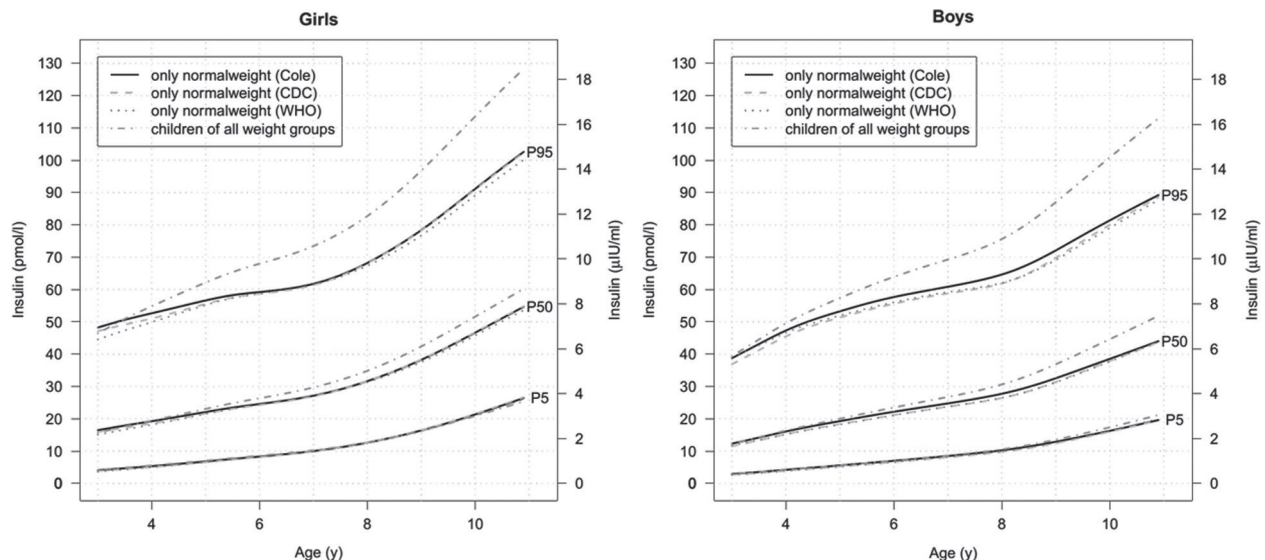 Girls
only normalweight (Cole)
only normalweight (CDC)
only normalweight (WHO)
children of all weight groups
130
120
110
100
90
80
70
60
50
40
30
20
10
0
Insulin (pmol/l)
18
16
14
12
10
8
6
4
2
0
Insulin (µIU/ml)
P95
P50
P5
4 6 8 10
Age (y)
Boys
only normalweight (Cole)
only normalweight (CDC)
only normalweight (WHO)
children of all weight groups
130
120
110
100
90
80
70
60
50
40
30
20
10
0
Insulin (pmol/l)
18
16
14
12
10
8
6
4
2
0
Insulin (µIU/ml)
P95
P50
P5
4 6 8 10
Age (y)